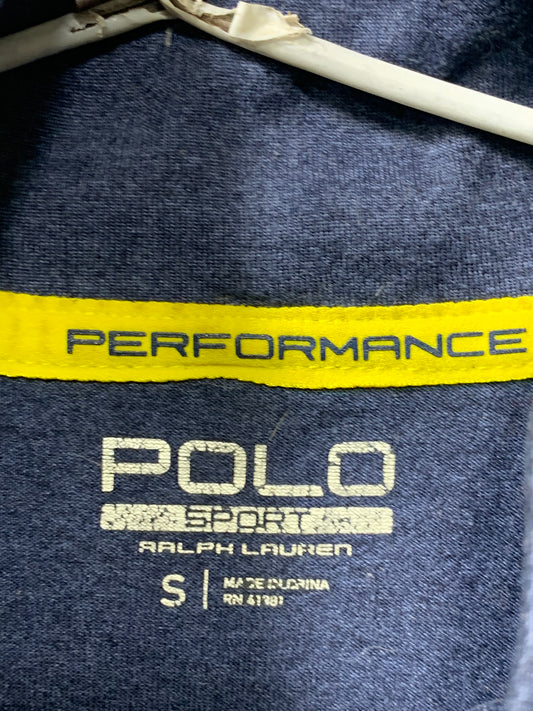 PERFORMANCE
POLO
SPORT
RALPH LAUREN
S
MADE IN CHINA
RN 41381